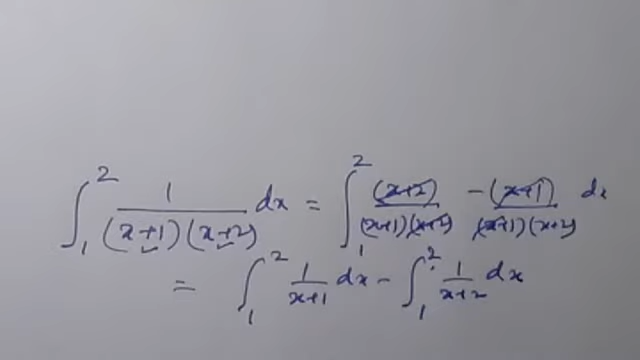 ∫₁² 1/((x+1)(x+2)) dx = ∫₁² (x+2)/((x+1)(x+2)) - (x+1)/((x+1)(x+2)) dx
= ∫₁² 1/(x+1) dx - ∫₁² 1/(x+2) dx